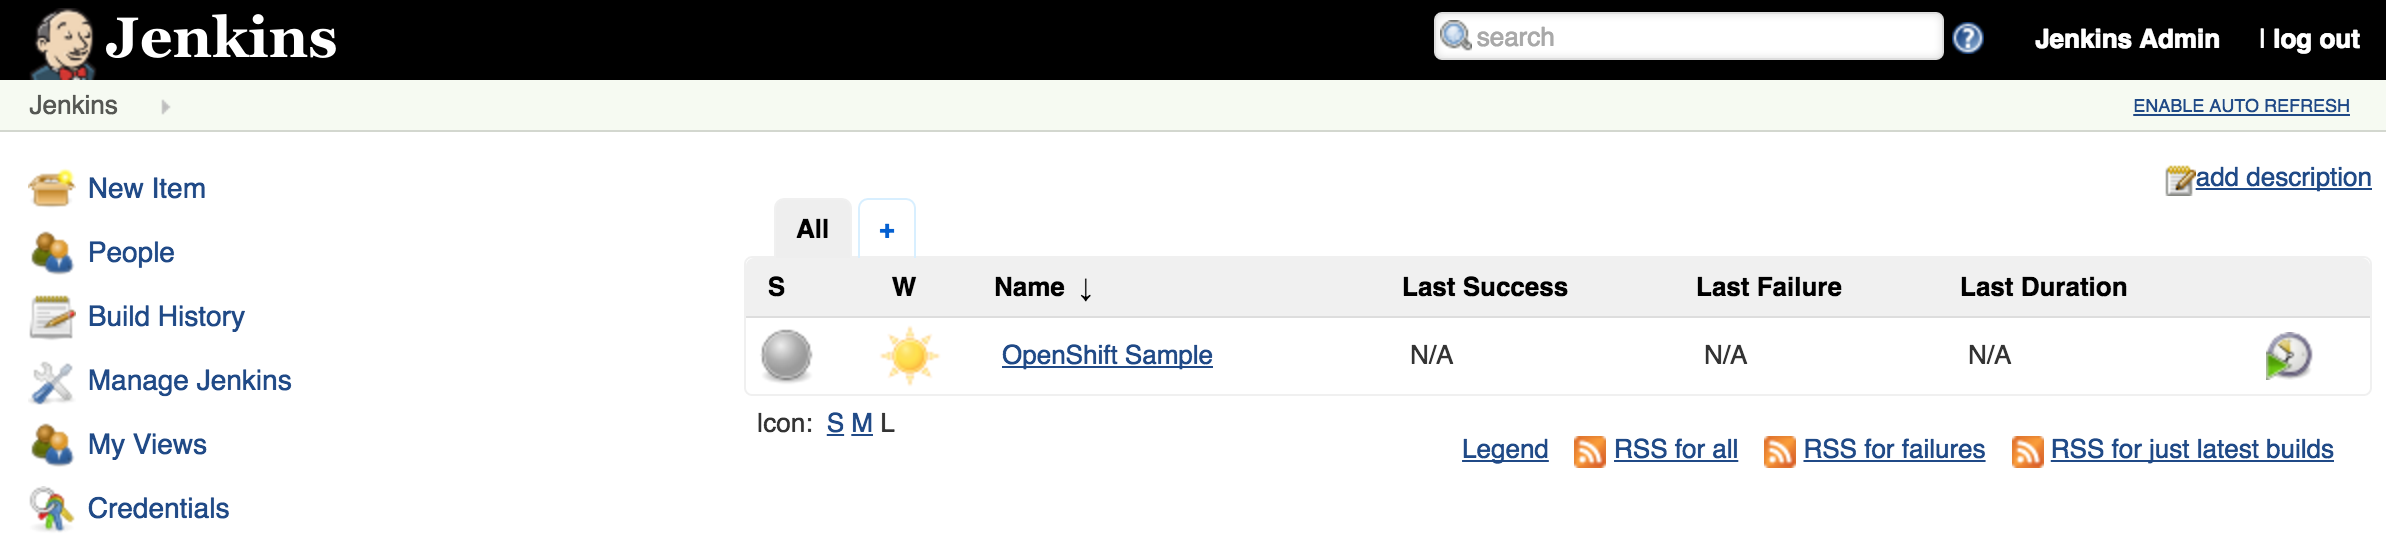 Jenkins
search
?
Jenkins Admin
| log out
Jenkins
ENABLE AUTO REFRESH
New Item
People
Build History
Manage Jenkins
My Views
Credentials
add description
All
+
S W Name ↓ Last Success Last Failure Last Duration
OpenShift Sample N/A N/A N/A
Icon: S M L
Legend RSS for all RSS for failures RSS for just latest builds